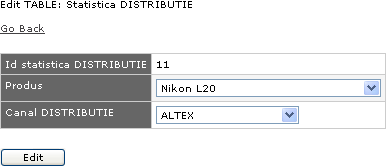 Edit TABLE: Statistica DISTRIBUTIE
Go Back
Id statistica DISTRIBUTIE 11
Produs Nikon L20
Canal DISTRIBUTIE ALTEX
Edit